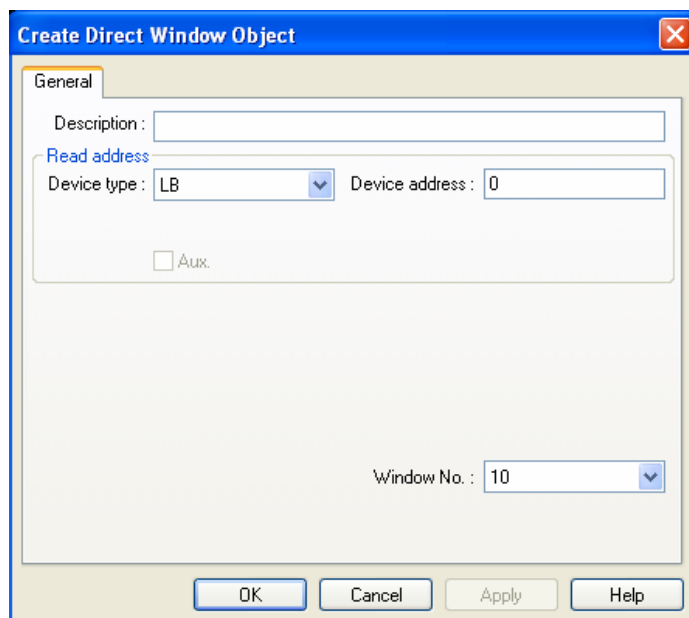 Create Direct Window Object
General
Description :
Read address
Device type : LB Device address : 0
Aux.
Window No. : 10
OK Cancel Apply Help